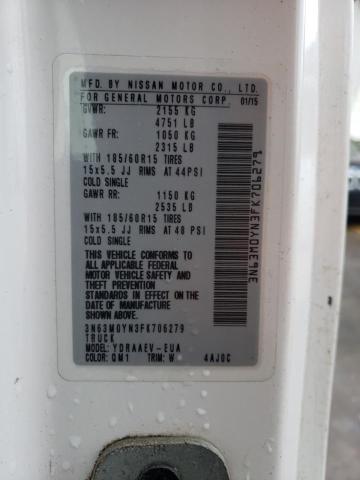 MFD. BY NISSAN MOTOR CO., LTD.
FOR GENERAL MOTORS CORP. 01/15
GVWR: 2155 KG
4751 LB
GAWR FR: 1050 KG
2315 LB
WITH 185/60R15 TIRES
15x5.5 JJ RIMS AT 44PSI
COLD SINGLE
GAWR RR: 1150 KG
2535 LB
WITH 185/60R15 TIRES
15x5.5 JJ RIMS AT 48 PSI
COLD SINGLE
THIS VEHICLE CONFORMS TO ALL
APPLICABLE FEDERAL
MOTOR VEHICLE SAFETY AND
THEFT PREVENTION
STANDARDS IN EFFECT ON THE
DATE OF MANUFACTURE
SHOWN ABOVE.
3N63M0YN3FK706279
TRUCK
MODEL: YDRAAEV-EUA
COLOR: QM1 TRIM: W 4AJ0C
3N63M0YN3FK706279